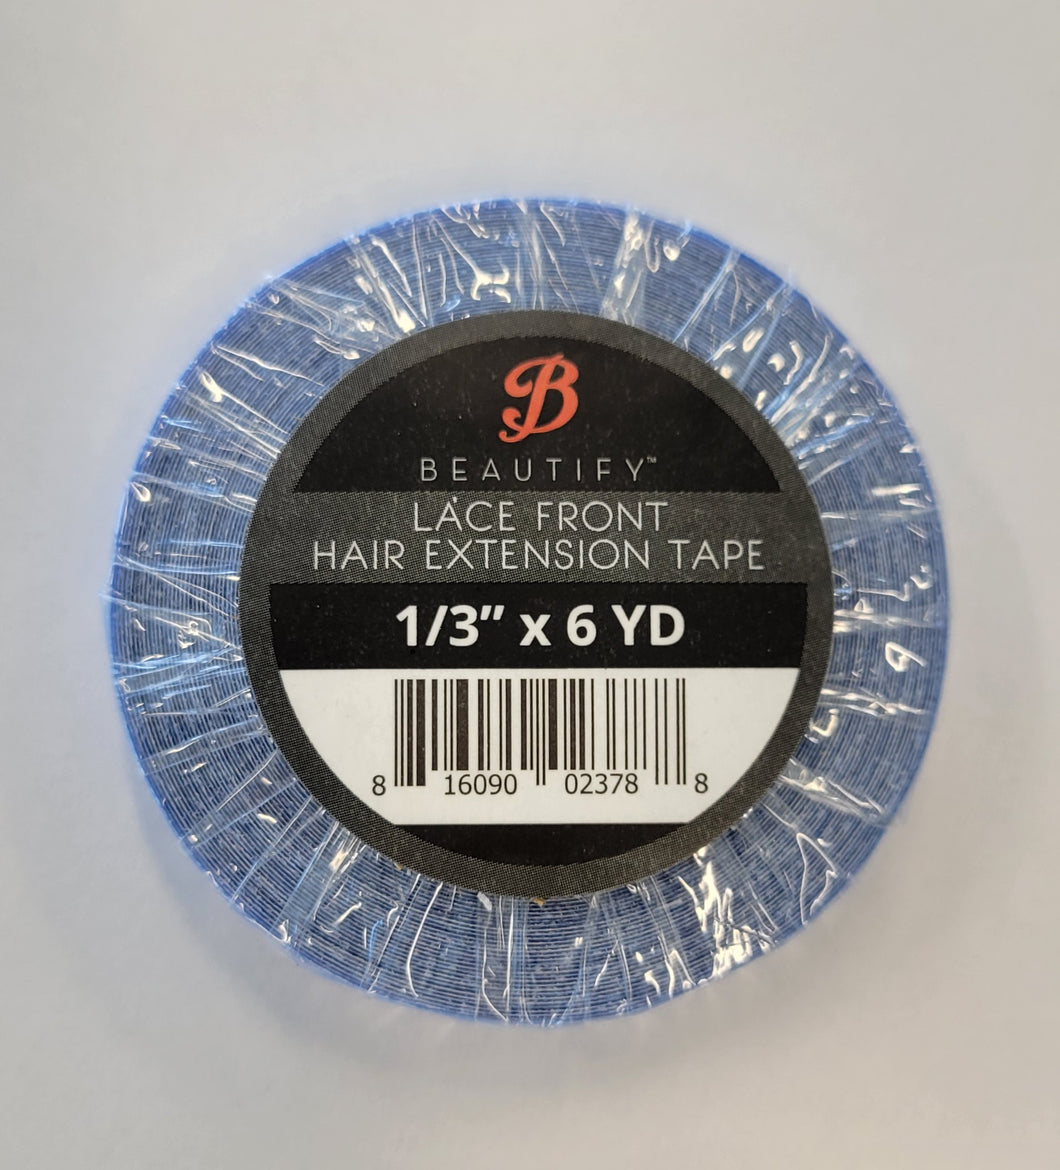 B
BEAUTIFY™
LACE FRONT
HAIR EXTENSION TAPE
1/3" x 6 YD
8 16090 02378 8